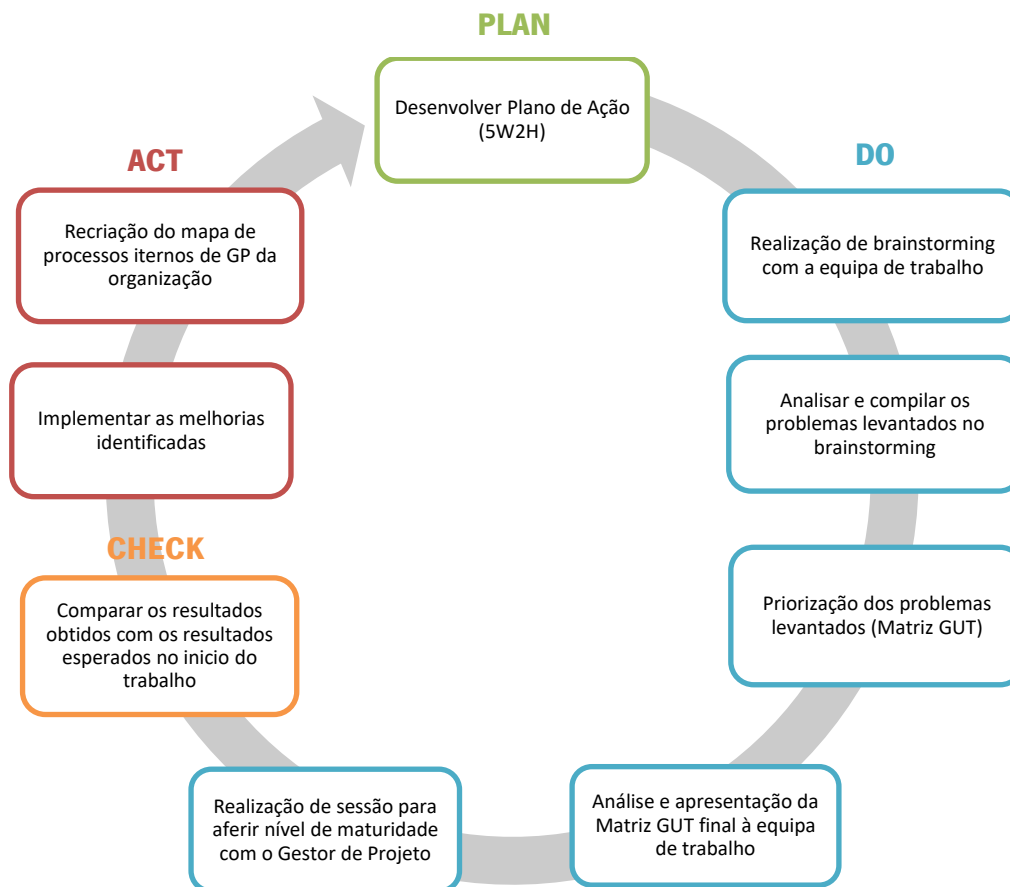 PLAN
Desenvolver Plano de Ação
(5W2H)
DO
Realização de brainstorming
com a equipa de trabalho
Analisar e compilar os
problemas levantados no
brainstorming
Priorização dos problemas
levantados (Matriz GUT)
Análise e apresentação da
Matriz GUT final à equipa
de trabalho
Realização de sessão para
aferir nível de maturidade
com o Gestor de Projeto
CHECK
Comparar os resultados
obtidos com os resultados
esperados no inicio do
trabalho
ACT
Implementar as melhorias
identificadas
Recriação do mapa de
processos iternos de GP da
organização